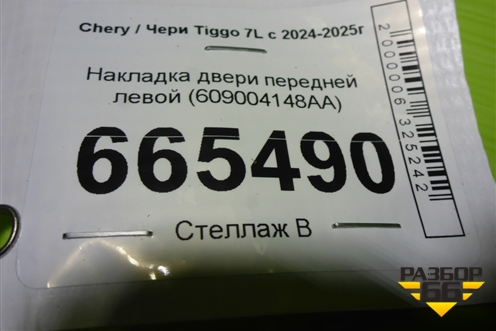 Chery / Чери Tiggo 7L с 2024-2025г
Накладка двери передней
левой (609004148AA)
665490
Стеллаж В
2000006325242
РАЗБОР
66